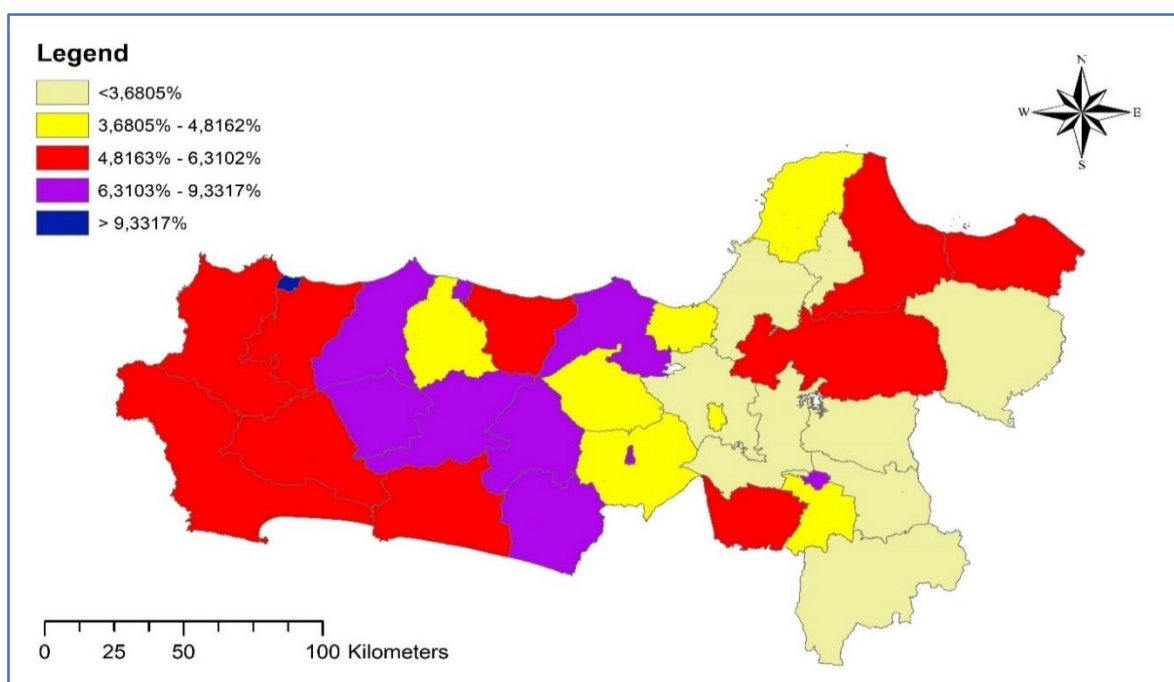 Legend
<3,6805%
3,6805% - 4,8162%
4,8163% - 6,3102%
6,3103% - 9,3317%
> 9,3317%
N
W E
S
0 25 50 100 Kilometers